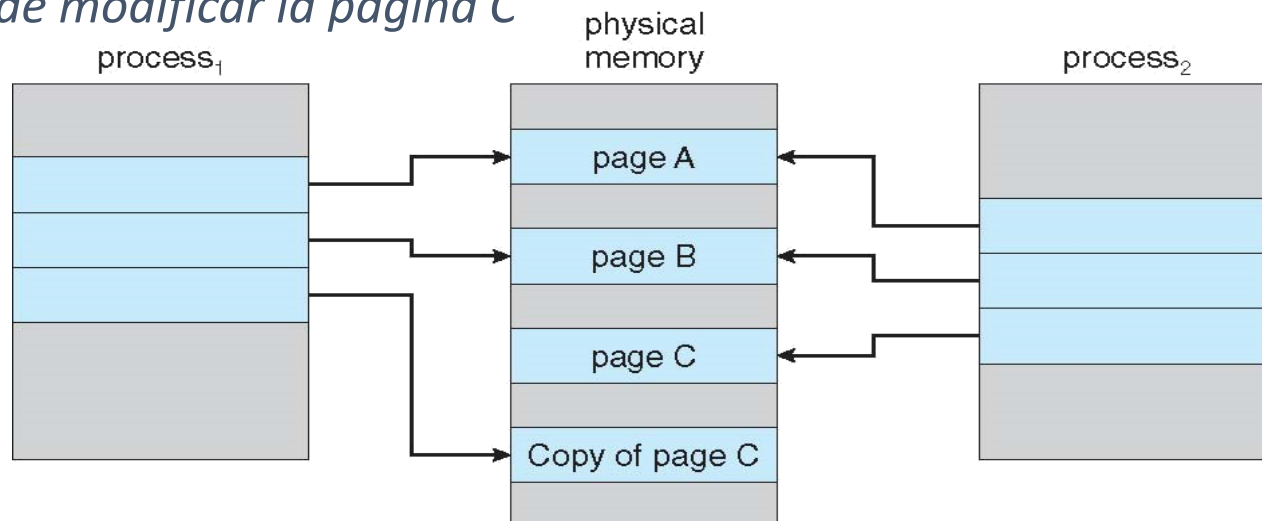 de modificar la página C
physical
memory
process₁
process₂
page A
page B
page C
Copy of page C